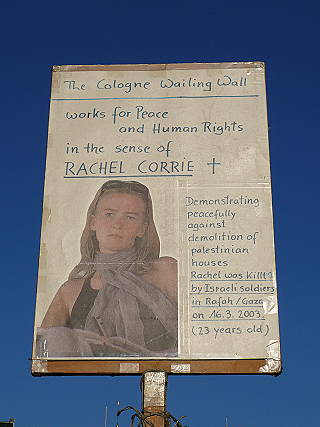 The Cologne Wailing Wall
works for Peace
and Human Rights
in the sense of
RACHEL CORRIE †
Demonstrating
peacefully
against
demolition of
palestinian
houses
Rachel was killed
by Israeli soldiers
in Rafah/Gaza
on 16.3.2003
(23 years old)